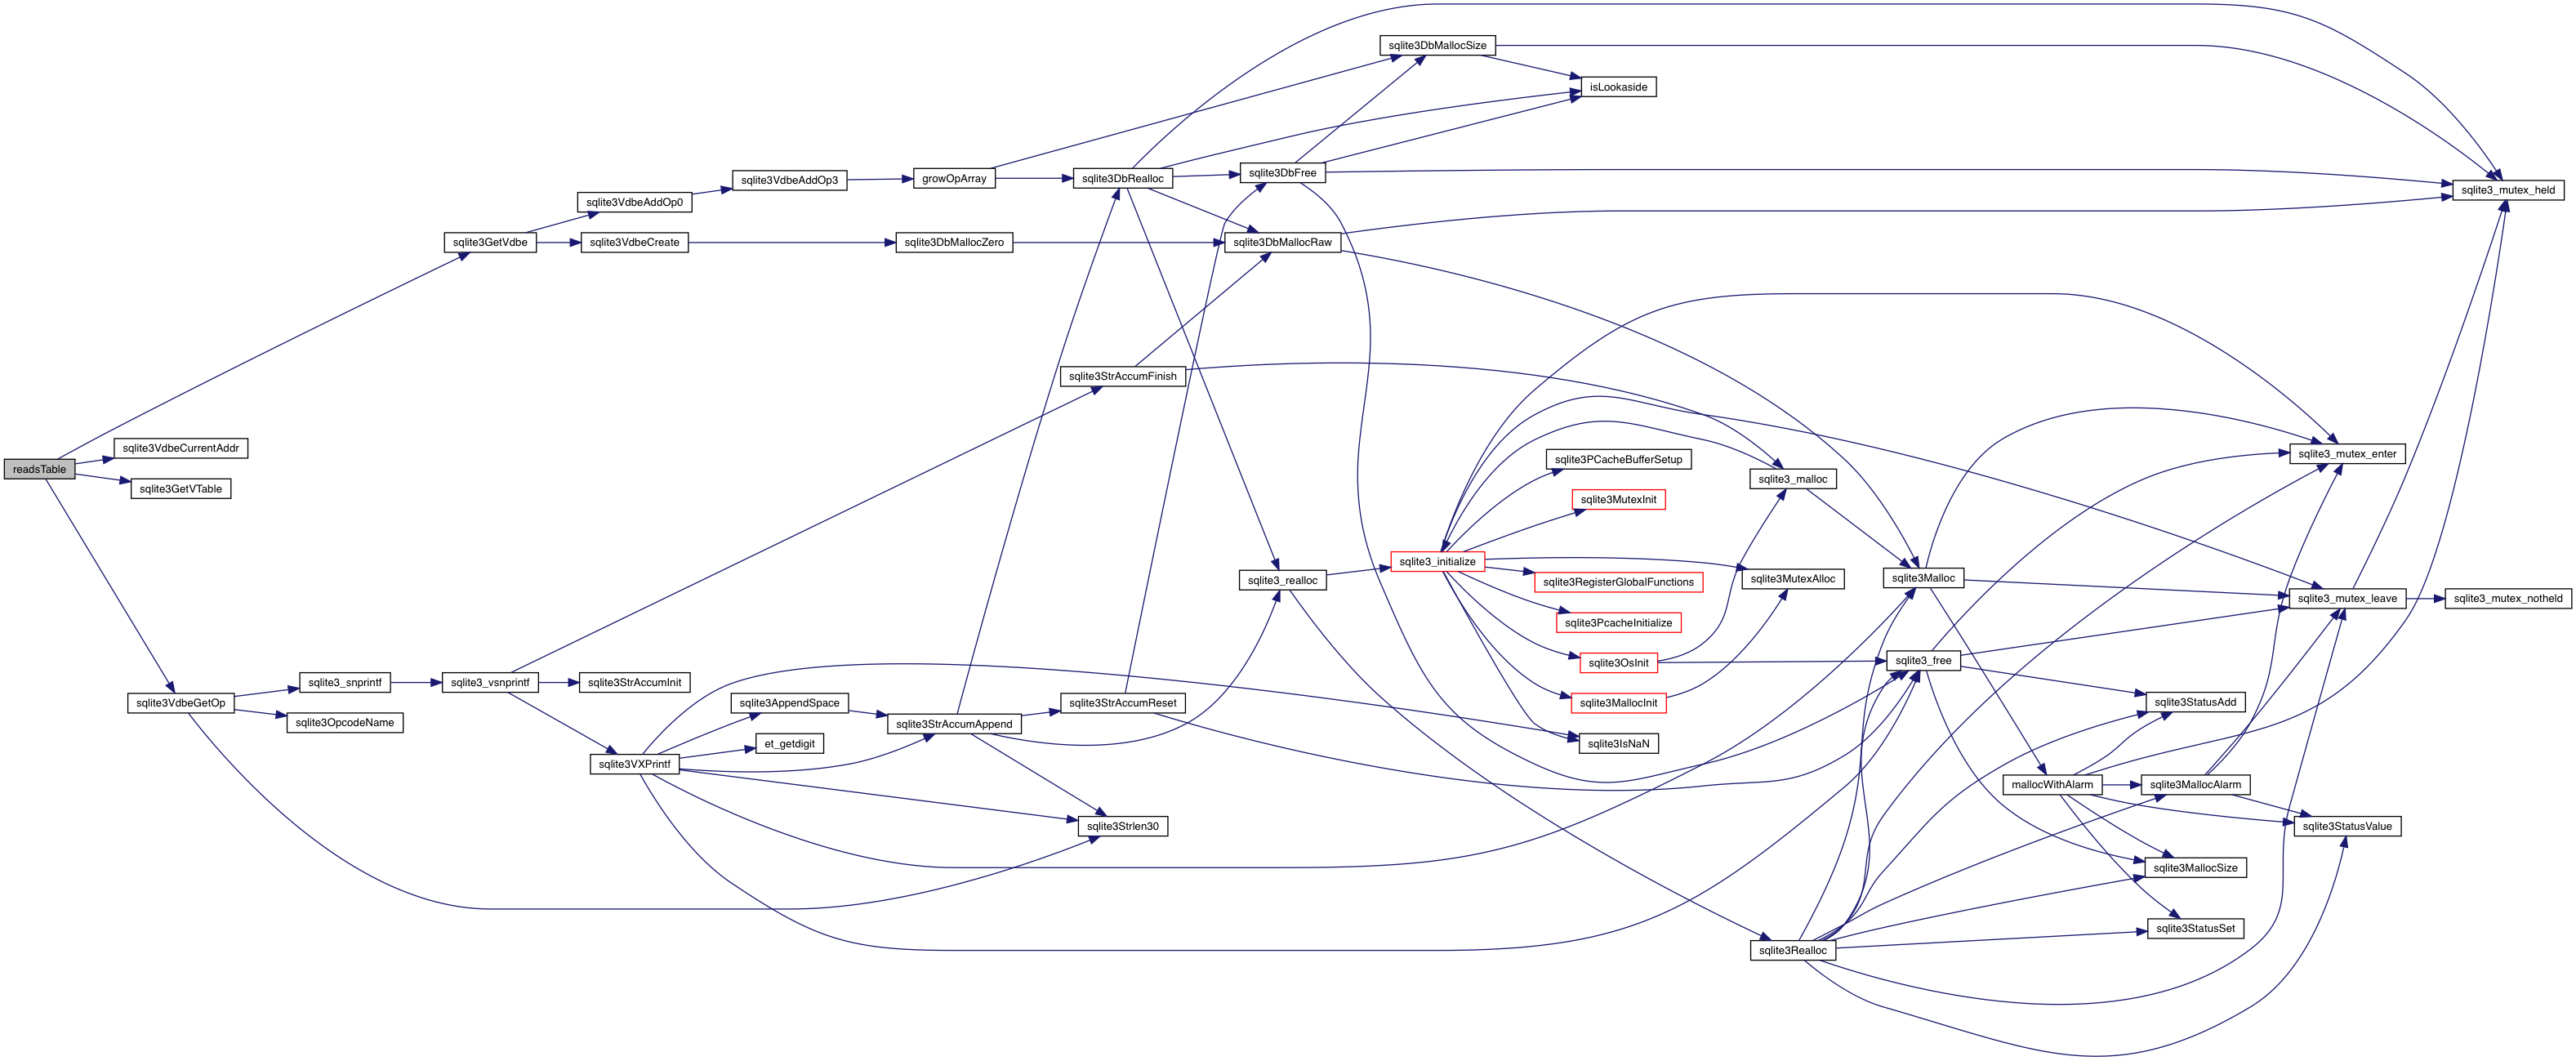 readsTable
sqlite3GetVdbe
sqlite3VdbeCurrentAddr
sqlite3GetVTable
sqlite3VdbeGetOp
sqlite3VdbeAddOp0
sqlite3VdbeCreate
sqlite3_snprintf
sqlite3OpcodeName
sqlite3VdbeAddOp3
sqlite3DbMallocZero
sqlite3_vsnprintf
sqlite3StrAccumInit
sqlite3VXPrintf
sqlite3AppendSpace
et_getdigit
growOpArray
sqlite3StrAccumAppend
sqlite3DbRealloc
sqlite3StrAccumFinish
sqlite3StrAccumReset
sqlite3Strlen30
sqlite3DbFree
sqlite3DbMallocRaw
sqlite3_realloc
sqlite3DbMallocSize
isLookaside
sqlite3_initialize
sqlite3PCacheBufferSetup
sqlite3MutexInit
sqlite3RegisterGlobalFunctions
sqlite3PcacheInitialize
sqlite3OsInit
sqlite3MallocInit
sqlite3IsNaN
sqlite3_malloc
sqlite3MutexAlloc
sqlite3Realloc
sqlite3Malloc
sqlite3_free
mallocWithAlarm
sqlite3StatusAdd
sqlite3MallocAlarm
sqlite3MallocSize
sqlite3StatusSet
sqlite3_mutex_enter
sqlite3_mutex_leave
sqlite3StatusValue
sqlite3_mutex_held
sqlite3_mutex_notheld